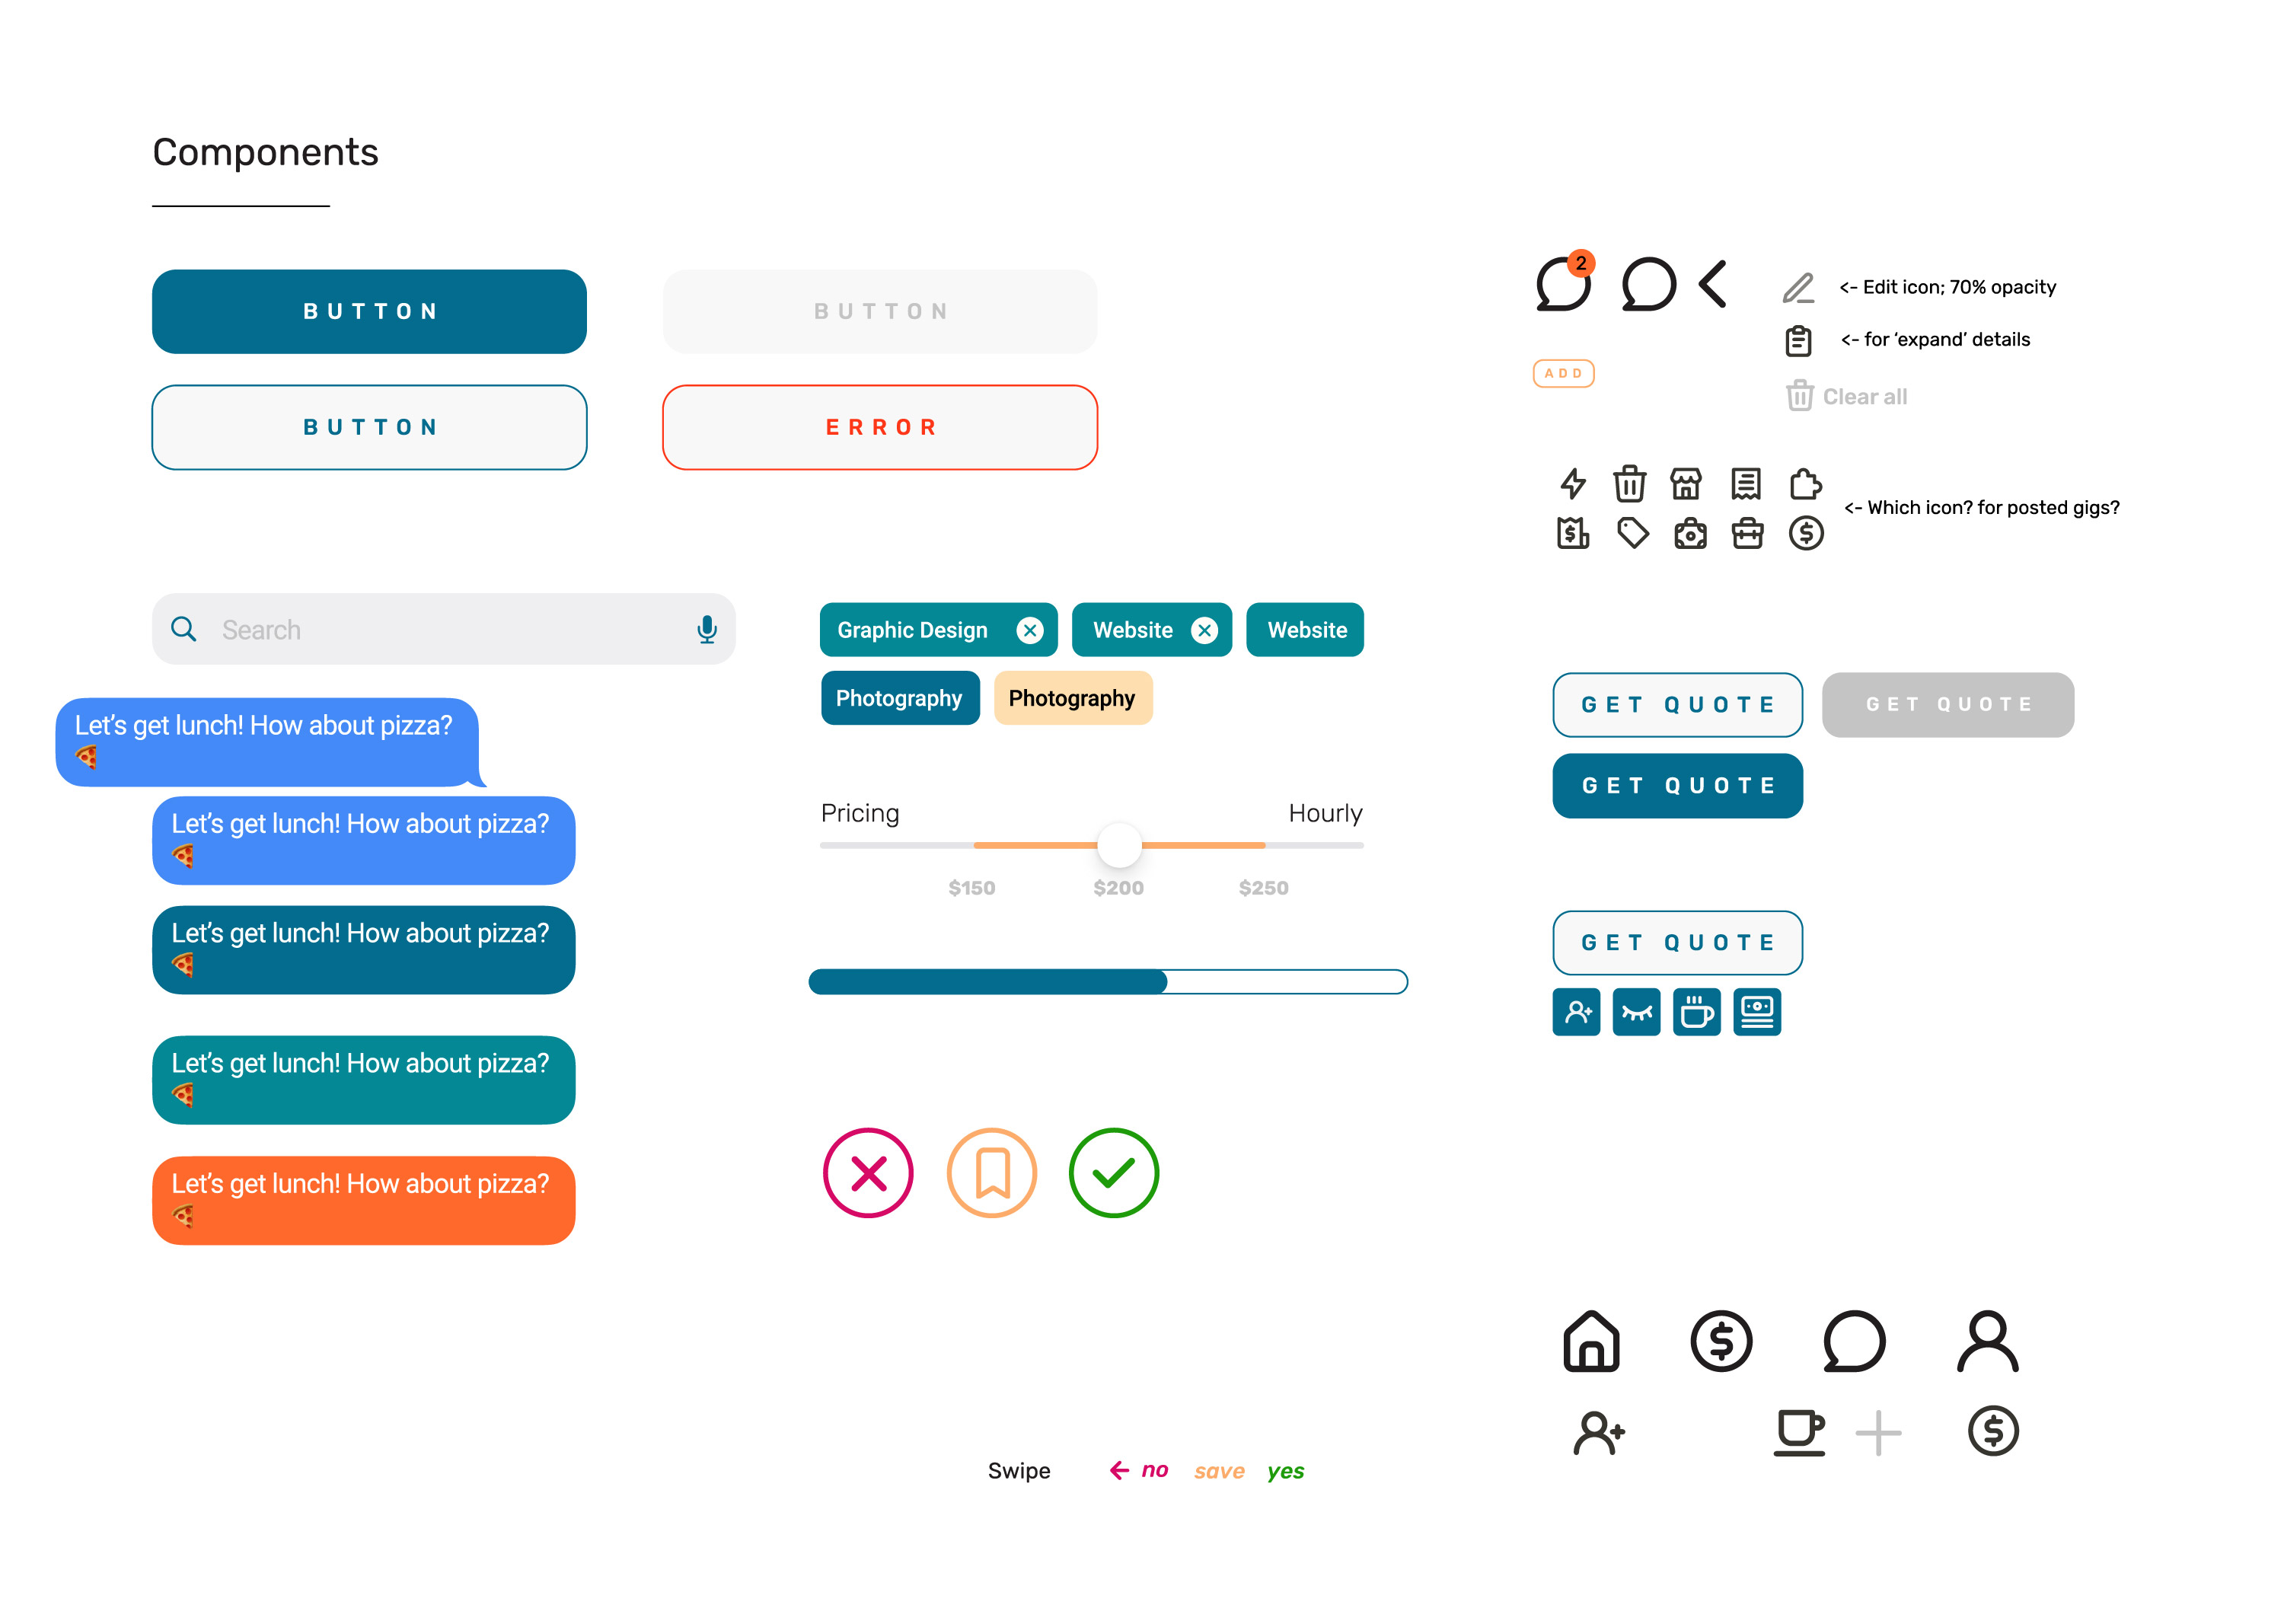 Components
BUTTON
BUTTON
BUTTON
ERROR
2
<- Edit icon; 70% opacity
<- for ‘expand’ details
ADD
Clear all
<- Which icon? for posted gigs?
Search
Graphic Design
Website
Website
Photography
Photography
Let’s get lunch! How about pizza?
🍕
Let’s get lunch! How about pizza?
🍕
Let’s get lunch! How about pizza?
🍕
Let’s get lunch! How about pizza?
🍕
Let’s get lunch! How about pizza?
🍕
Pricing
Hourly
$150
$200
$250
GET QUOTE
GET QUOTE
GET QUOTE
GET QUOTE
Swipe
no
save
yes